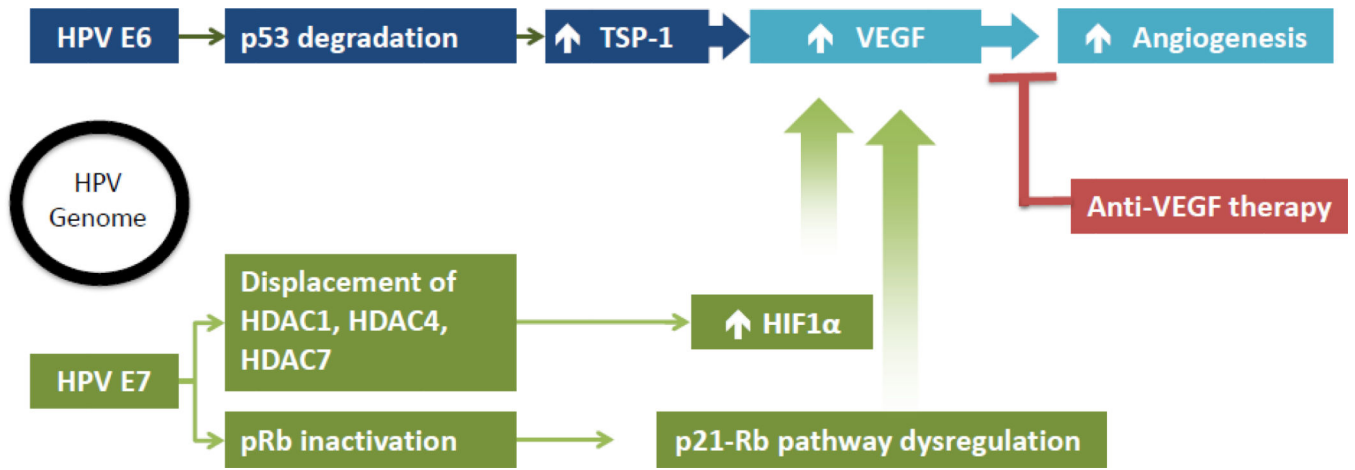 HPV E6
p53 degradation
TSP-1
VEGF
Angiogenesis
HPV
Genome
Anti-VEGF therapy
Displacement of
HDAC1, HDAC4,
HDAC7
HIF1α
HPV E7
pRb inactivation
p21-Rb pathway dysregulation